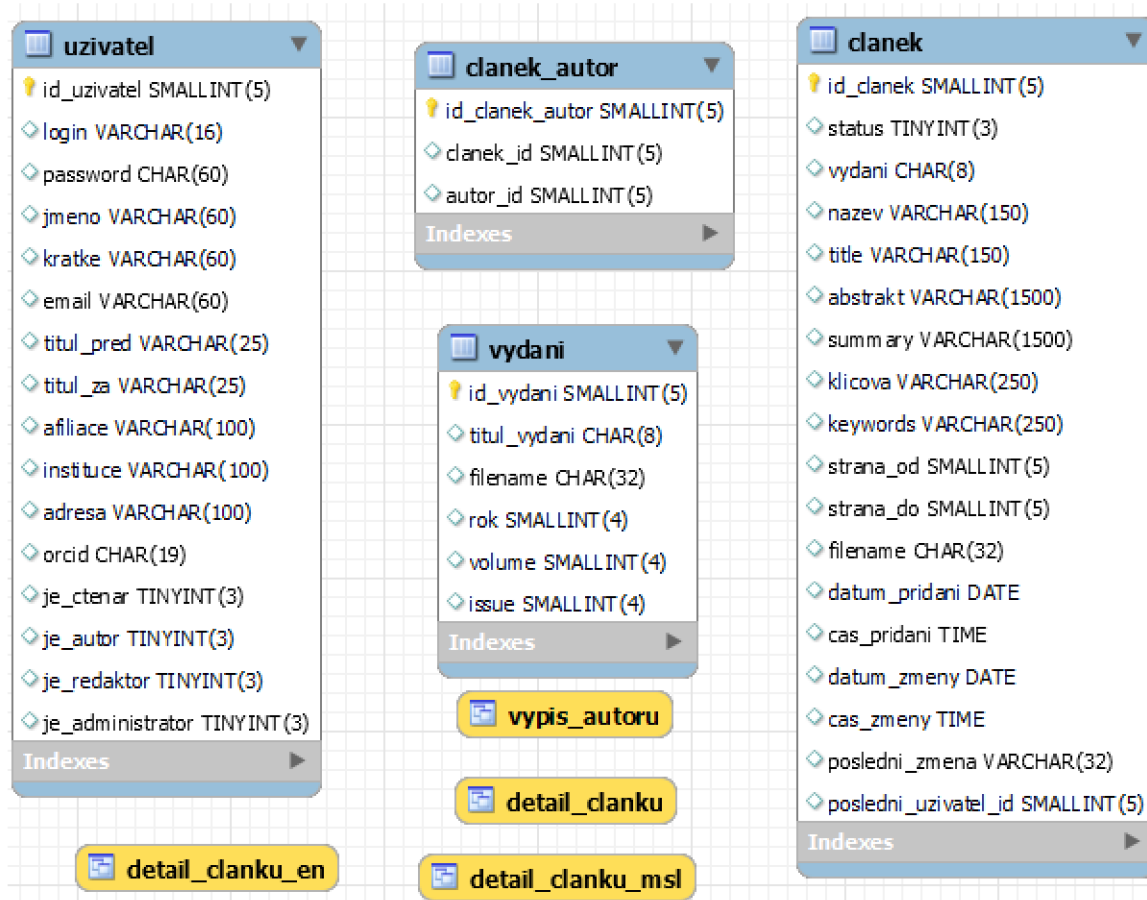 uzivatel
id_uzivatel SMALLINT(5)
login VARCHAR(16)
password CHAR(60)
jmeno VARCHAR(60)
kratke VARCHAR(60)
email VARCHAR(60)
titul_pred VARCHAR(25)
titul_za VARCHAR(25)
afiliace VARCHAR(100)
instituce VARCHAR(100)
adresa VARCHAR(100)
orcid CHAR(19)
je_ctenar TINYINT(3)
je_autor TINYINT(3)
je_redaktor TINYINT(3)
je_administrator TINYINT(3)
Indexes
detail_clanku_en
clanek_autor
id_clanek_autor SMALLINT(5)
clanek_id SMALLINT(5)
autor_id SMALLINT(5)
Indexes
vydani
id_vydani SMALLINT(5)
titul_vydani CHAR(8)
filename CHAR(32)
rok SMALLINT(4)
volume SMALLINT(4)
issue SMALLINT(4)
Indexes
vypis_autoru
detail_clanku
detail_clanku_msl
clanek
id_clanek SMALLINT(5)
status TINYINT(3)
vydani CHAR(8)
nazev VARCHAR(150)
title VARCHAR(150)
abstrakt VARCHAR(1500)
summary VARCHAR(1500)
klicova VARCHAR(250)
keywords VARCHAR(250)
strana_od SMALLINT(5)
strana_do SMALLINT(5)
filename CHAR(32)
datum_pridani DATE
cas_pridani TIME
datum_zmeny DATE
cas_zmeny TIME
posledni_zmena VARCHAR(32)
posledni_uzivatel_id SMALLINT(5)
Indexes